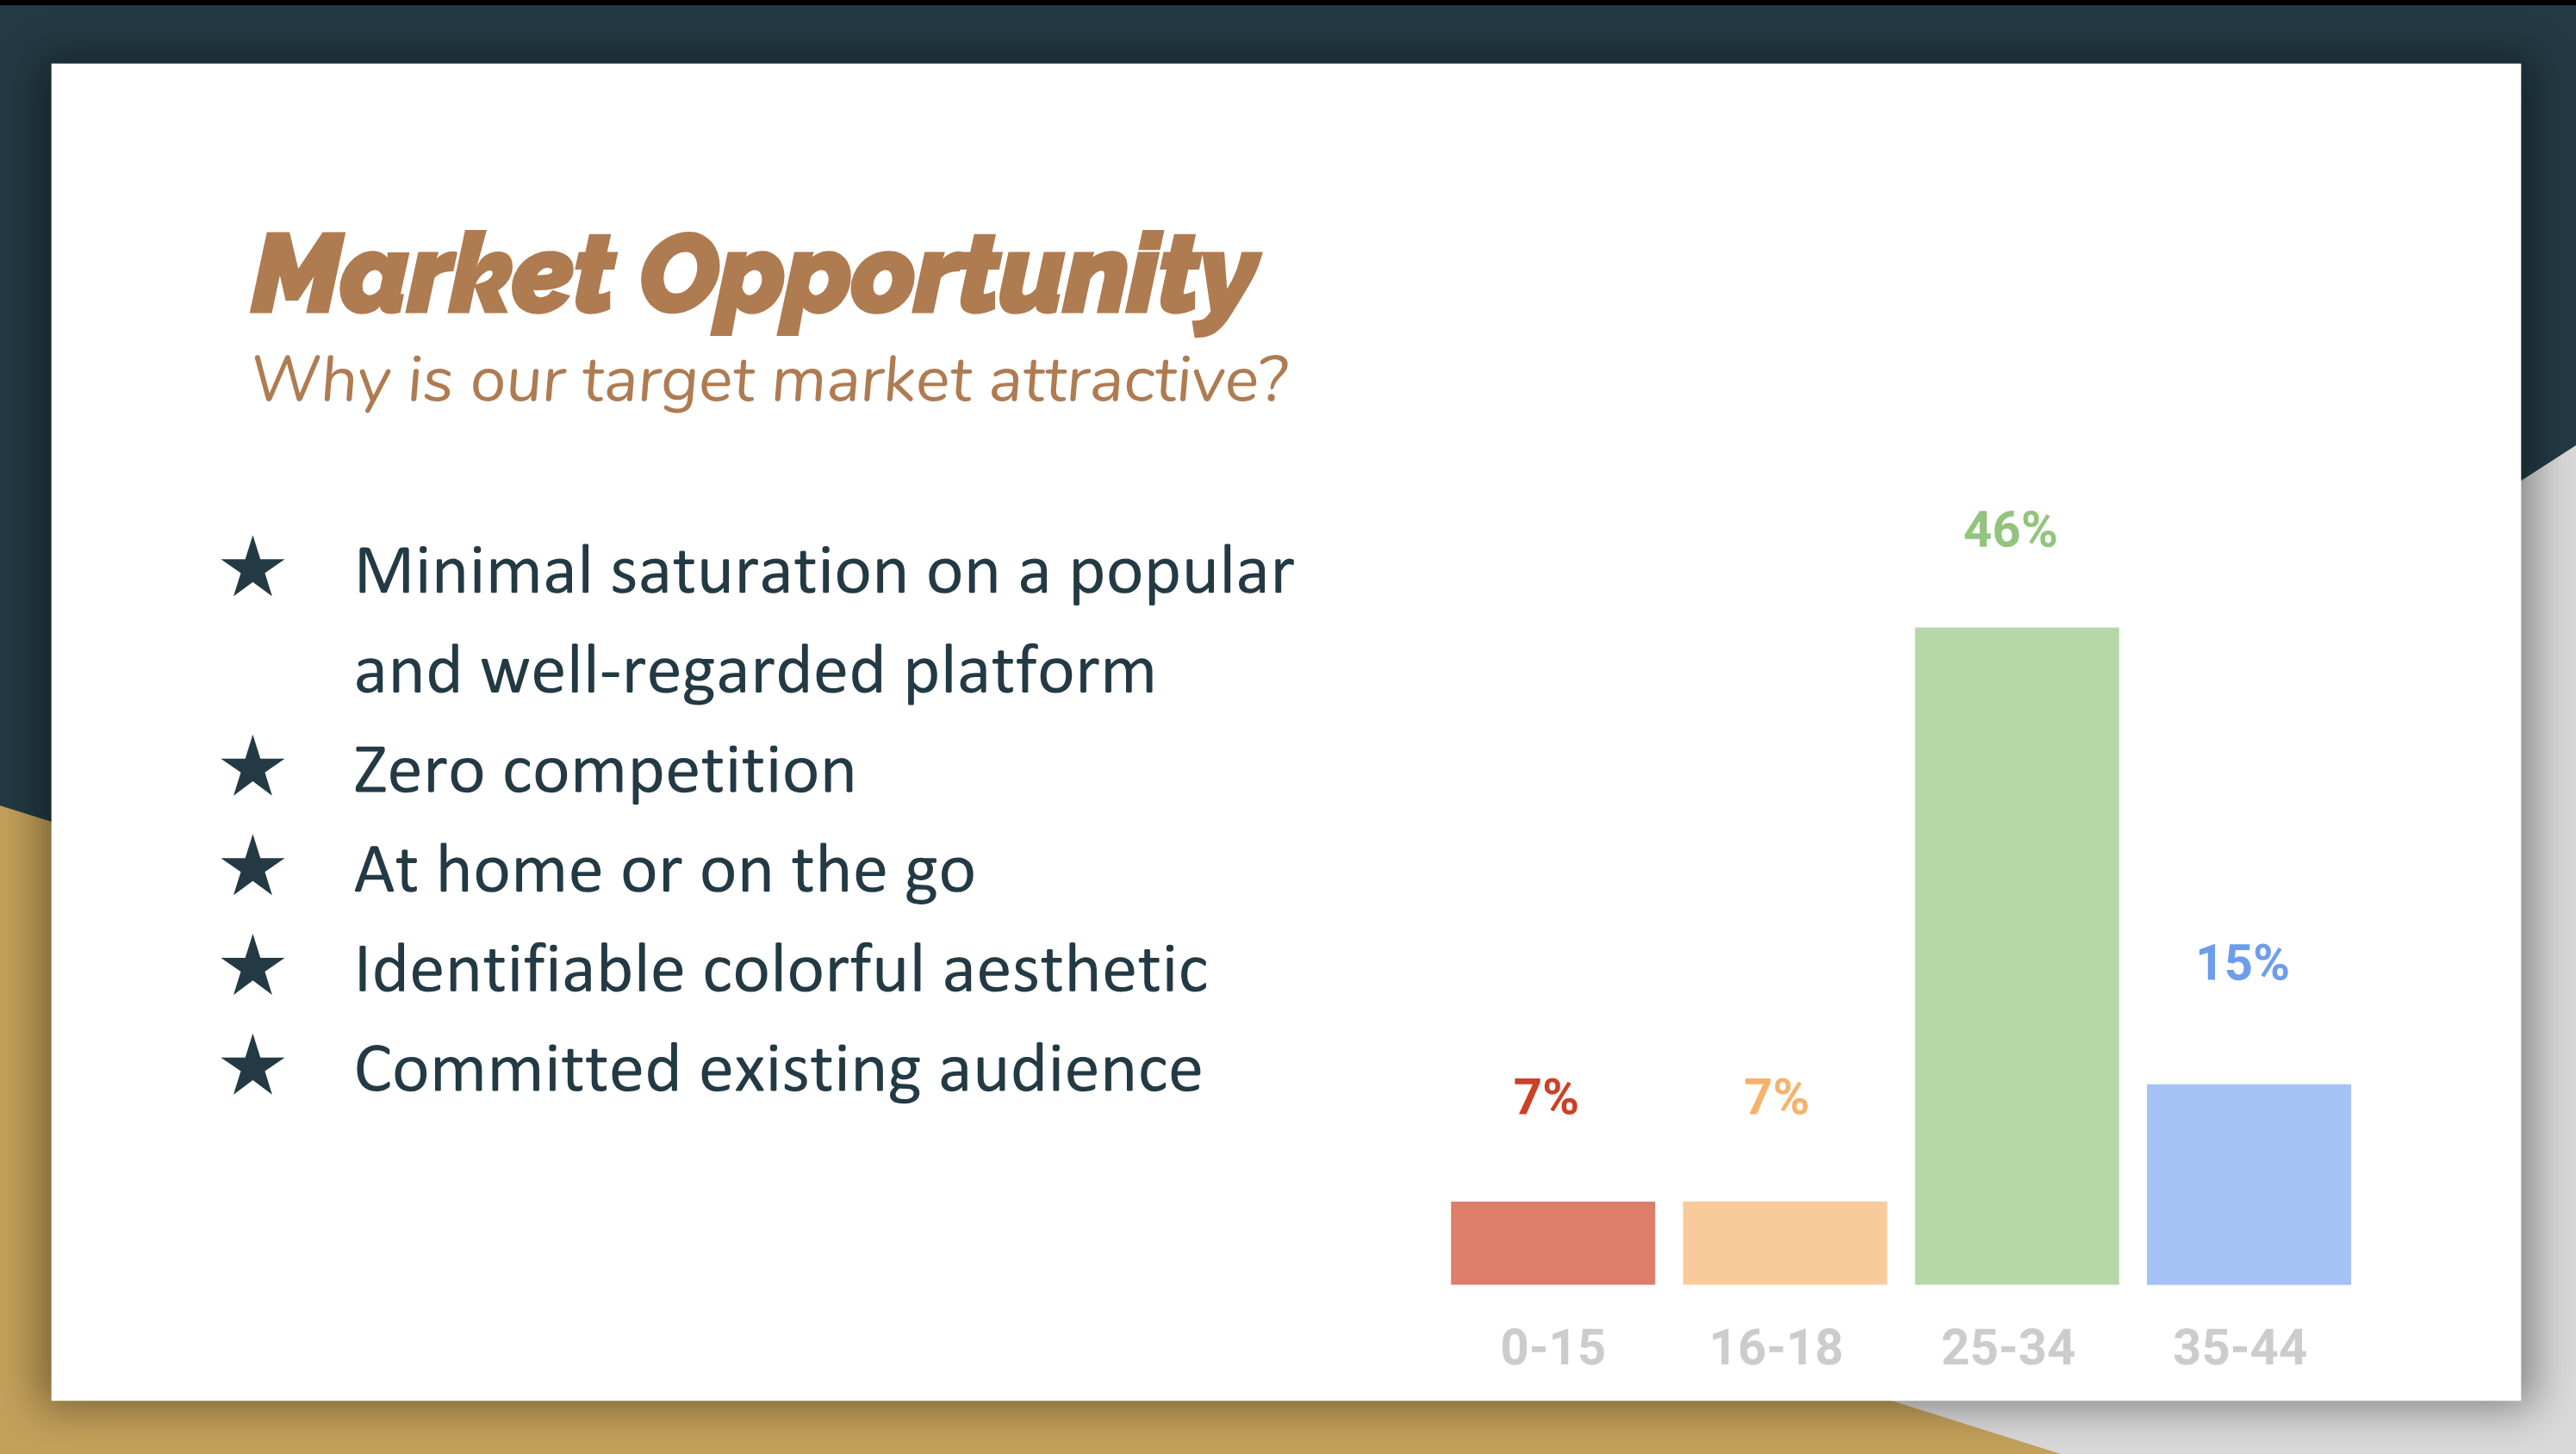 Market Opportunity
Why is our target market attractive?
★ Minimal saturation on a popular
and well-regarded platform
★ Zero competition
★ At home or on the go
★ Identifiable colorful aesthetic
★ Committed existing audience
46%
15%
7% 7%
0-15 16-18 25-34 35-44